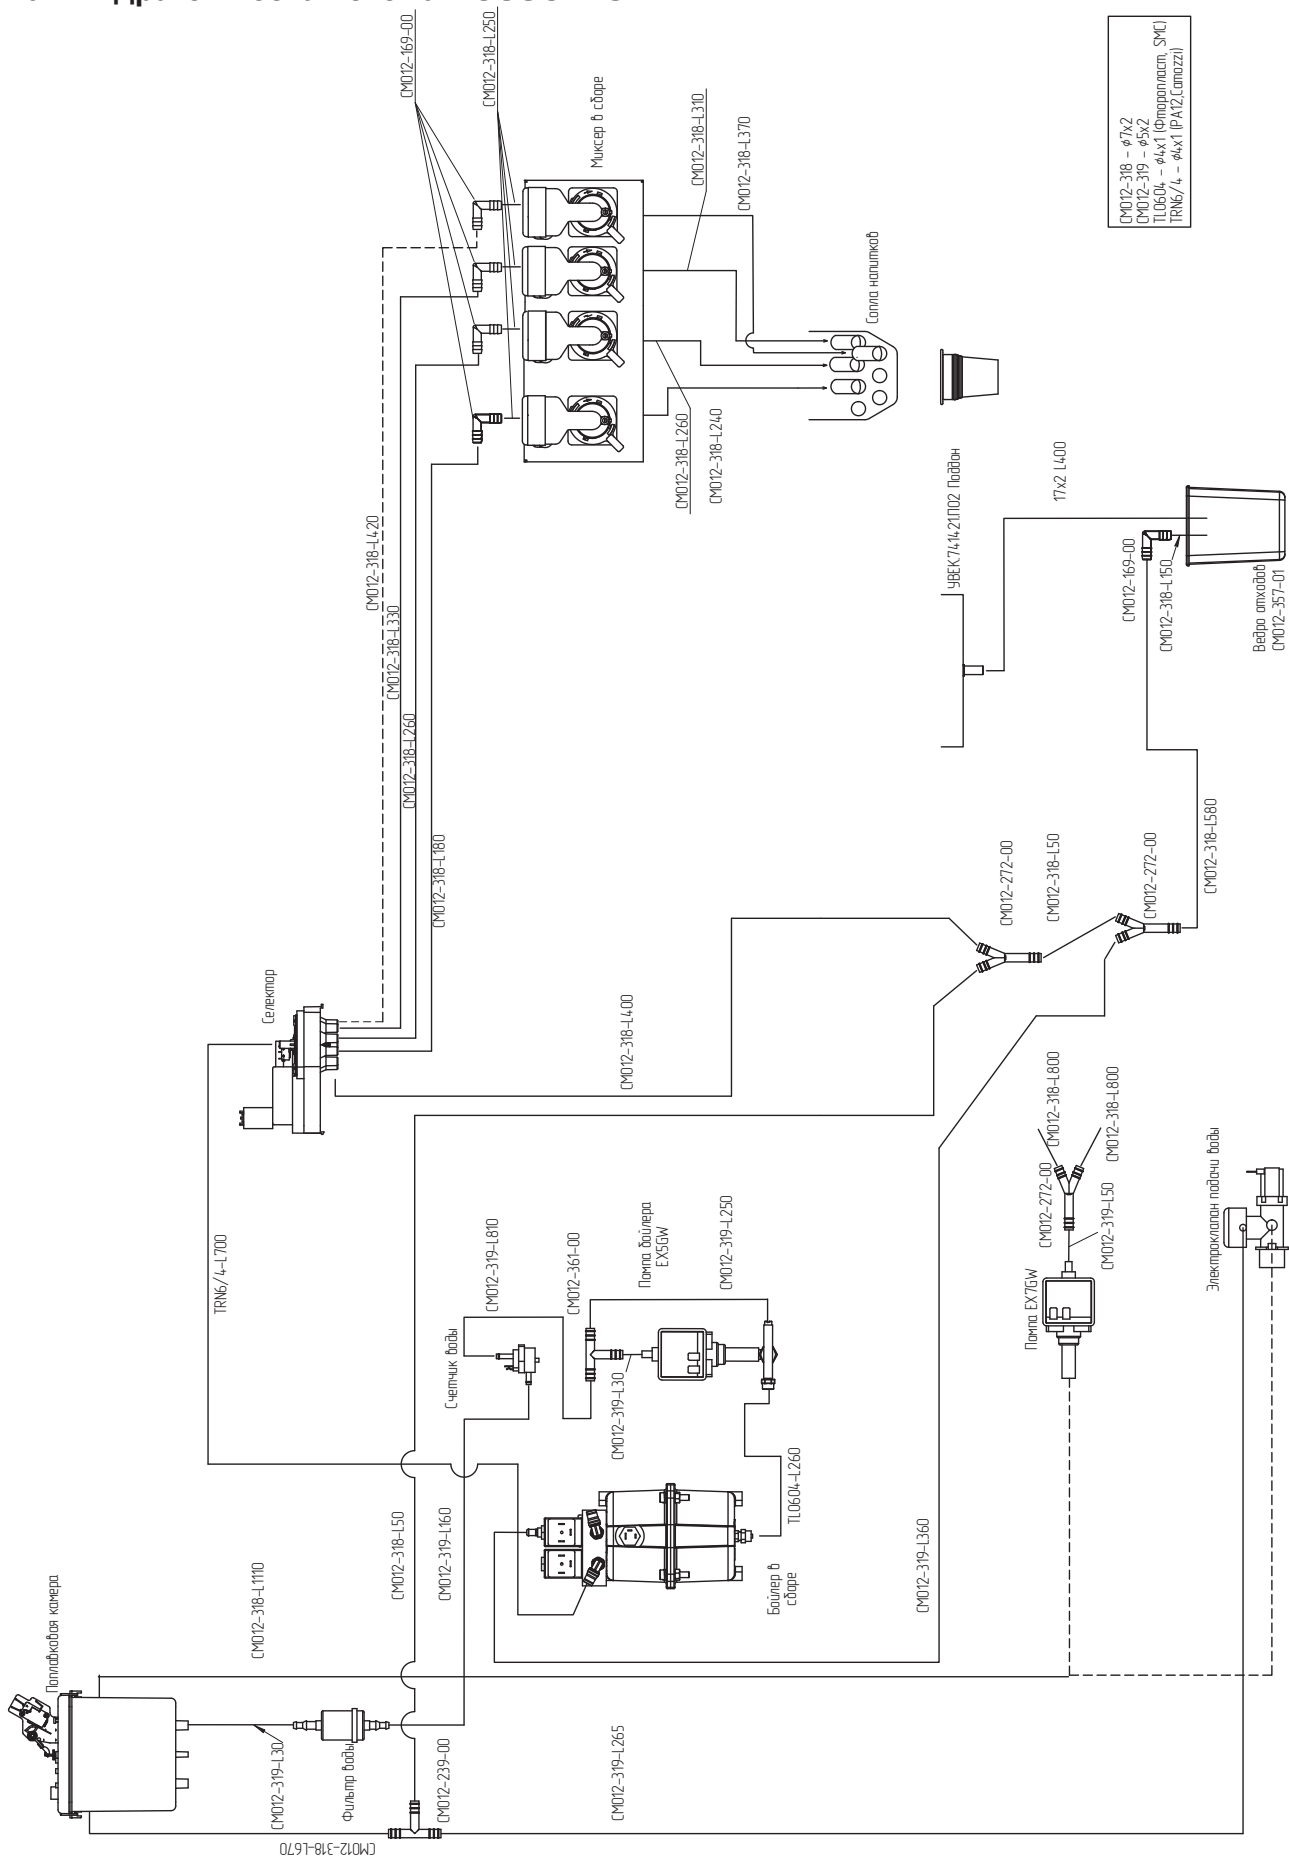 СМ012-169-00
СМ012-318-L250
Миксер в сборе
СМ012-318-L310
СМ012-318-L370
СМ012-318 - ⌀7х2
СМ012-319 - ⌀5х2
TL0604 - ⌀4х1 (Фторопласт, SMC)
TRN6/4 - ⌀4х1 (РА12,Camozzi)
Сопла напитков
СМ012-318-L260
СМ012-318-L240
СМ012-318-L420
СМ012-318-L330
СМ012-318-L260
СМ012-318-L180
УВЕК.741421.П02 Поддон
17х2 L400
СМ012-169-00
СМ012-318-L150
Ведро отходов
СМ012-357-01
СМ012-272-00
СМ012-318-L50
СМ012-272-00
СМ012-318-L580
Селектор
СМ012-318-L400
TRN6/4-L700
СМ012-319-L810
СМ012-361-00
Помпа бойлера
EX5GW
СМ012-319-L250
Счетчик воды
СМ012-319-L30
СМ012-318-L800
СМ012-318-L800
СМ012-272-00
СМ012-319-L50
Помпа EX7GW
Электроклапан подачи воды
TL0604-L260
Бойлер в
сборе
СМ012-319-L360
СМ012-318-L50
СМ012-319-L160
СМ012-318-L1110
Поплавковая камера
СМ012-319-L30
Фильтр воды
СМ012-239-00
СМ012-319-L265
СМ012-318-L670